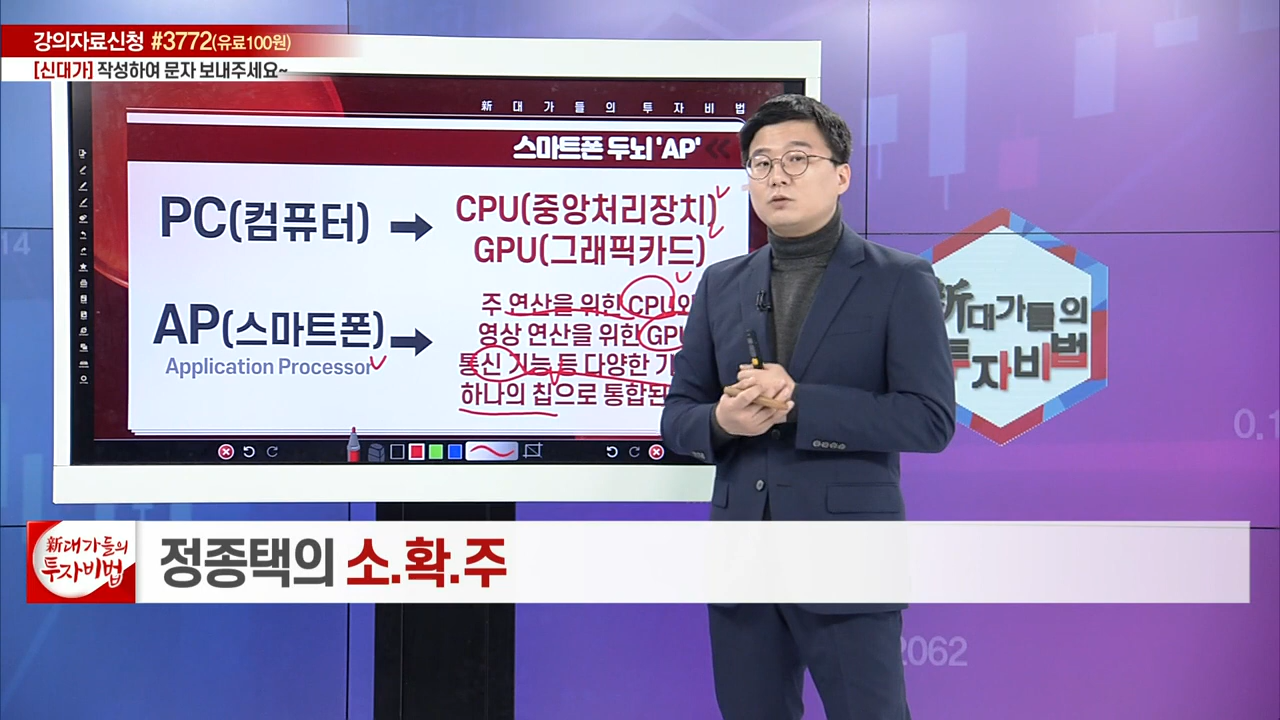 강의자료신청 #3772(유료100원)
[신대가] 작성하여 문자 보내주세요~
新 대 가 들 의 투 자 비 법
스마트폰 두뇌 'AP'
PC(컴퓨터)
CPU(중앙처리장치)
GPU(그래픽카드)
AP(스마트폰)
Application Processor
주 연산을 위한 CPU와
영상 연산을 위한 GPU
통신 기능 등 다양한 기
하나의 칩으로 통합된
新대가들의
투자비법
14
0.1
2062
新대가들의
투자비법
정종택의 소.확.주